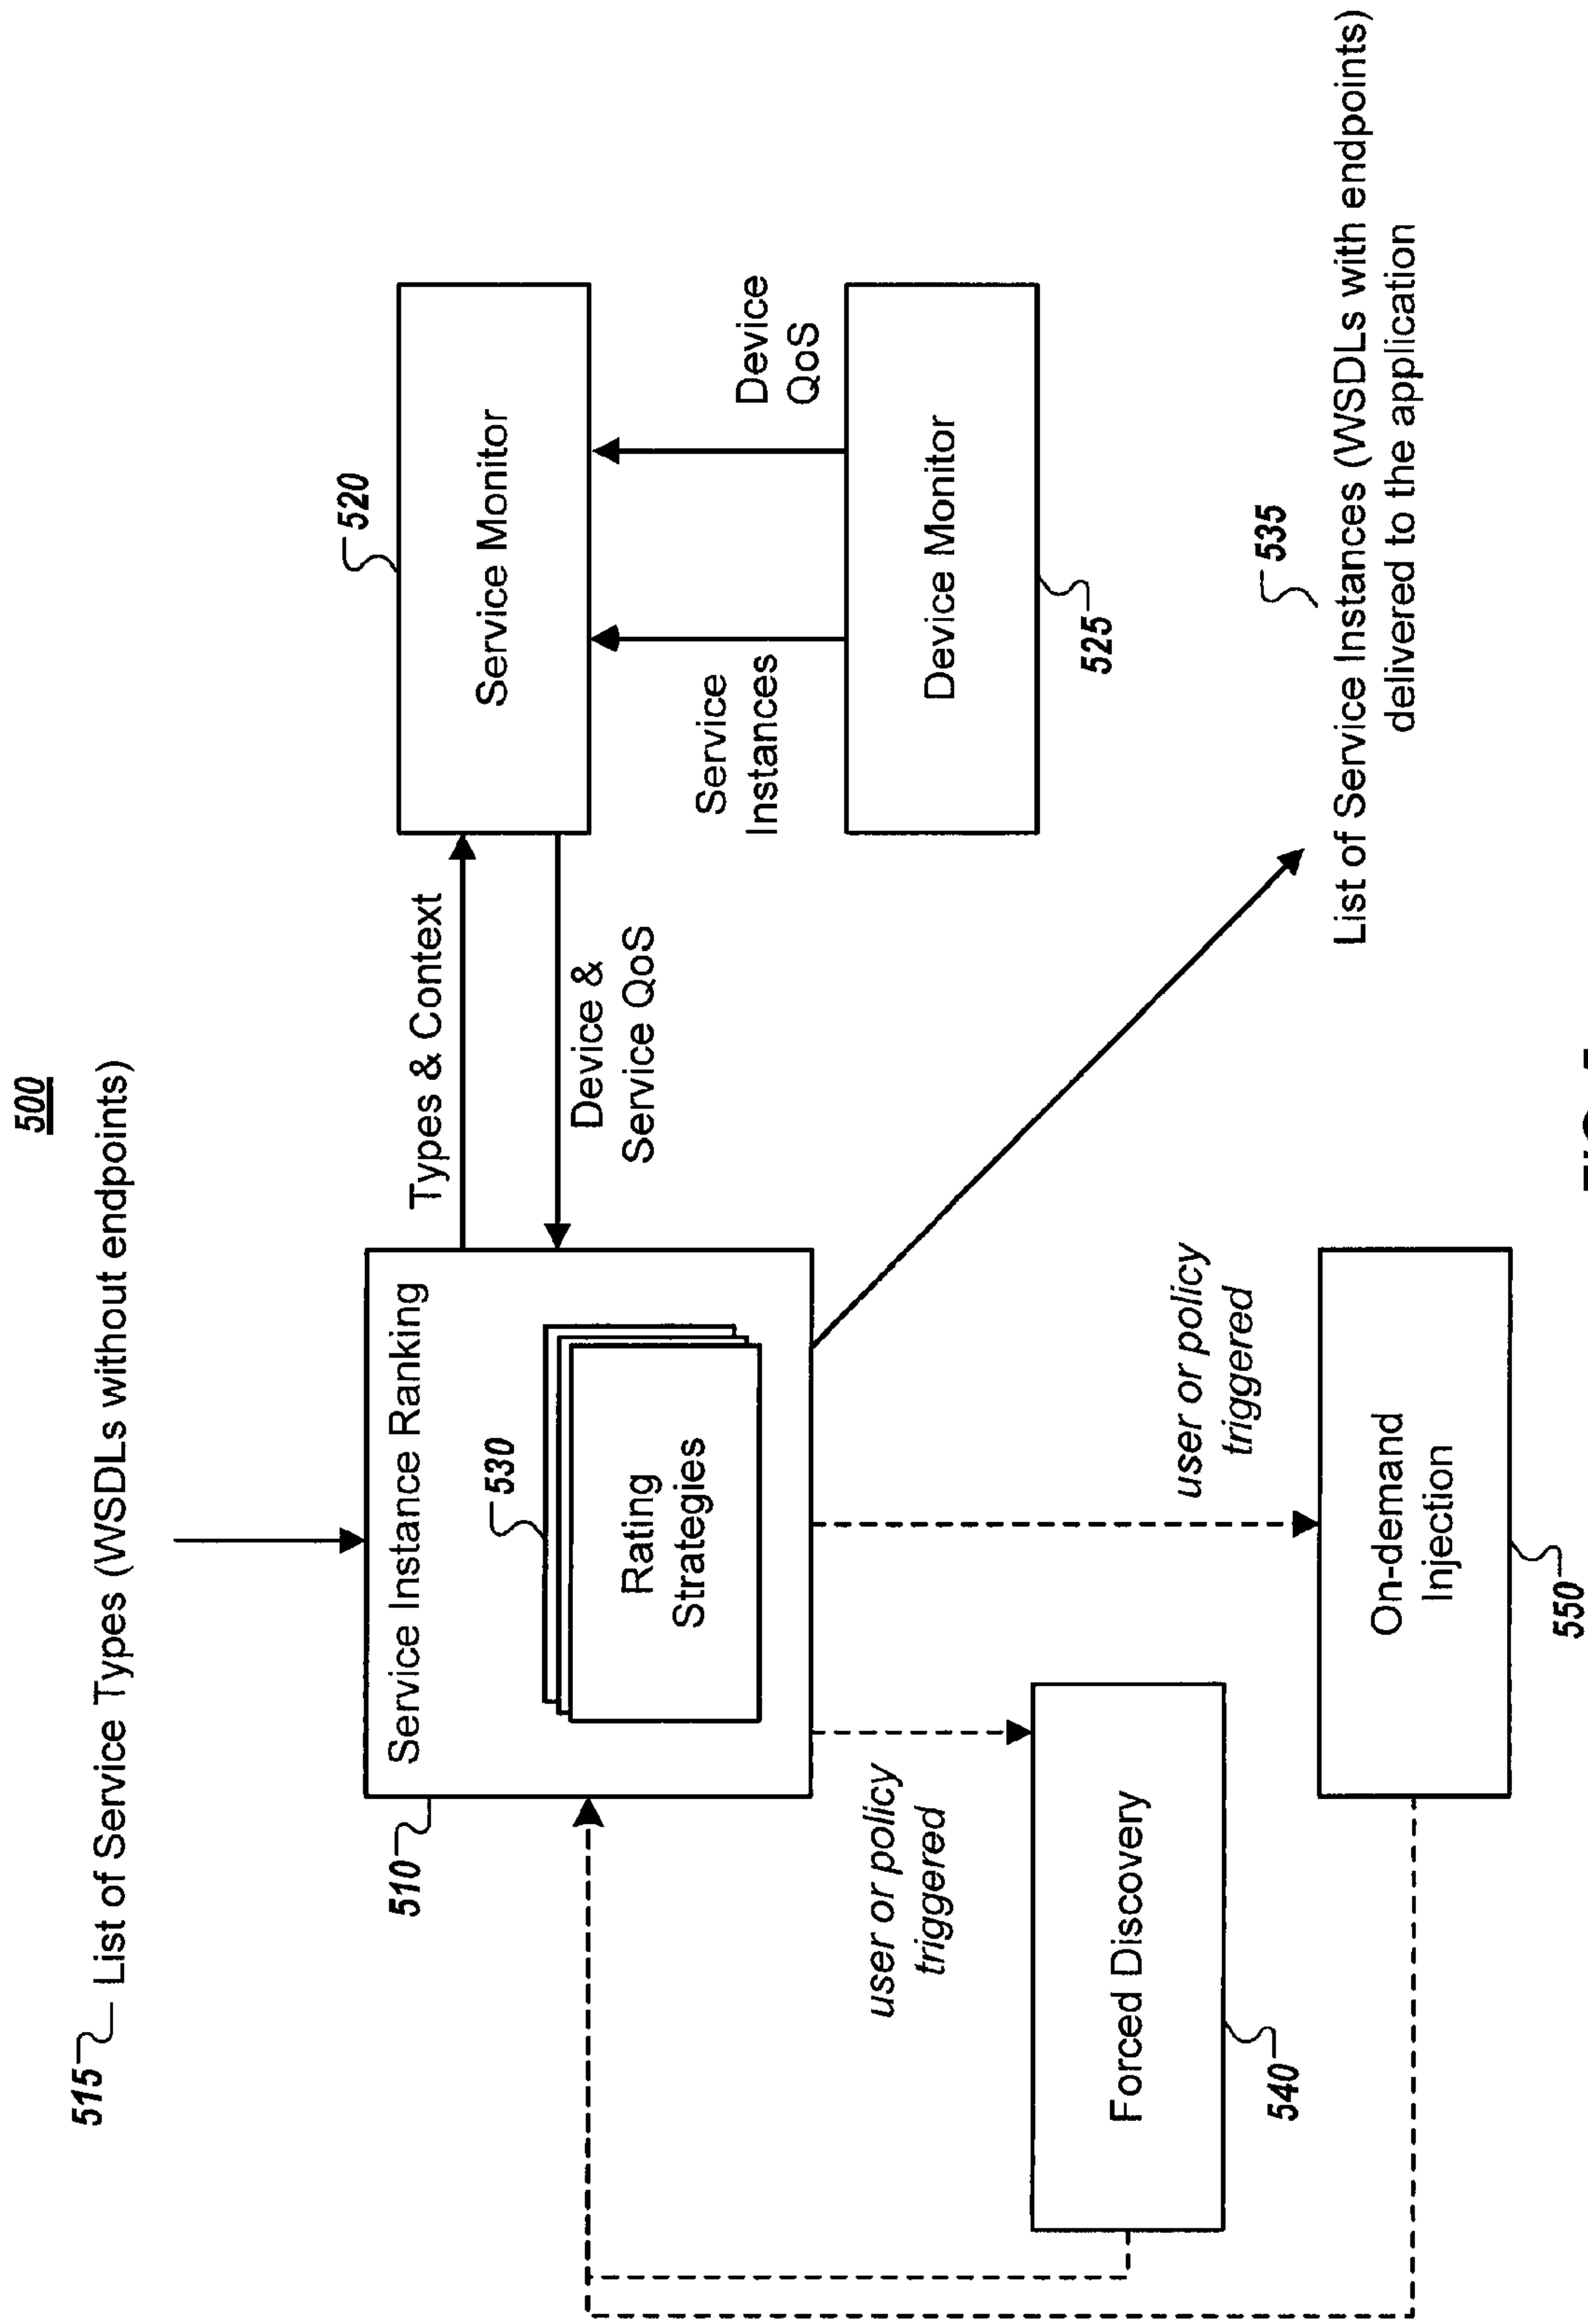 500
515
List of Service Types (WSDLs without endpoints)
510
Service Instance Ranking
530
Rating
Strategies
Types & Context
Device &
Service QoS
520
Service Monitor
Service
Instances
Device
QoS
Device Monitor
525
user or policy
triggered
Forced Discovery
540
user or policy
triggered
On-demand
Injection
550
535
List of Service Instances (WSDLs with endpoints)
delivered to the application